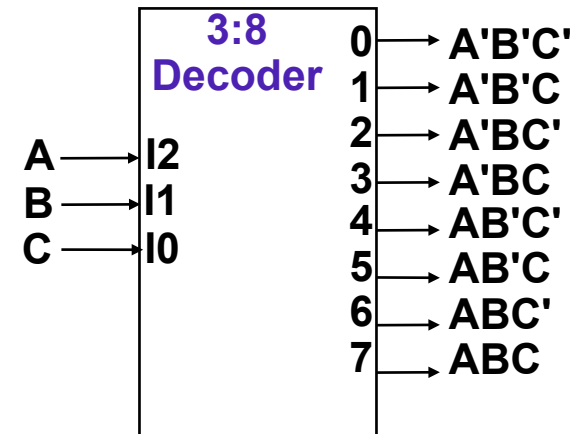 3:8
Decoder
0 A'B'C'
1 A'B'C
2 A'BC'
A I2
3 A'BC
B I1
4 AB'C'
C I0
5 AB'C
6 ABC'
7 ABC